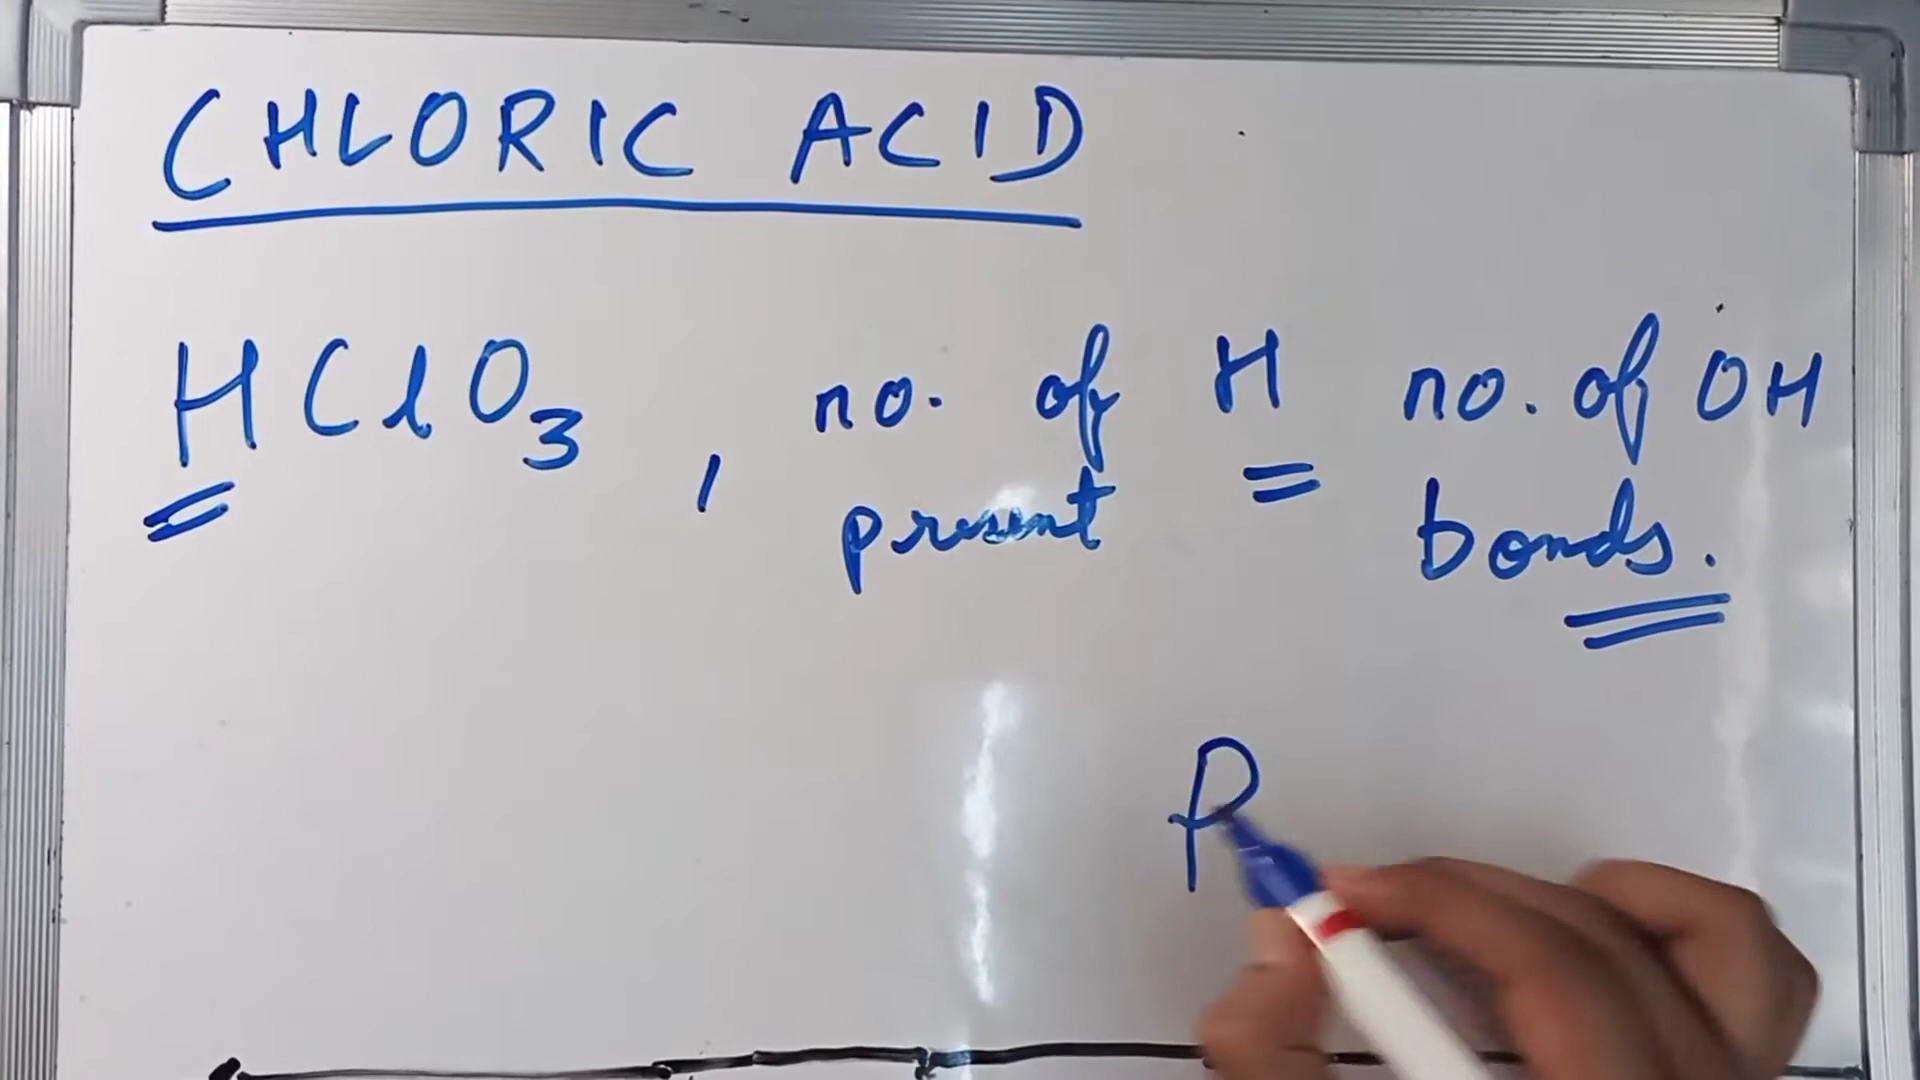 CHLORIC ACID
HClO₃, no. of H = no. of OH
present bonds.
P